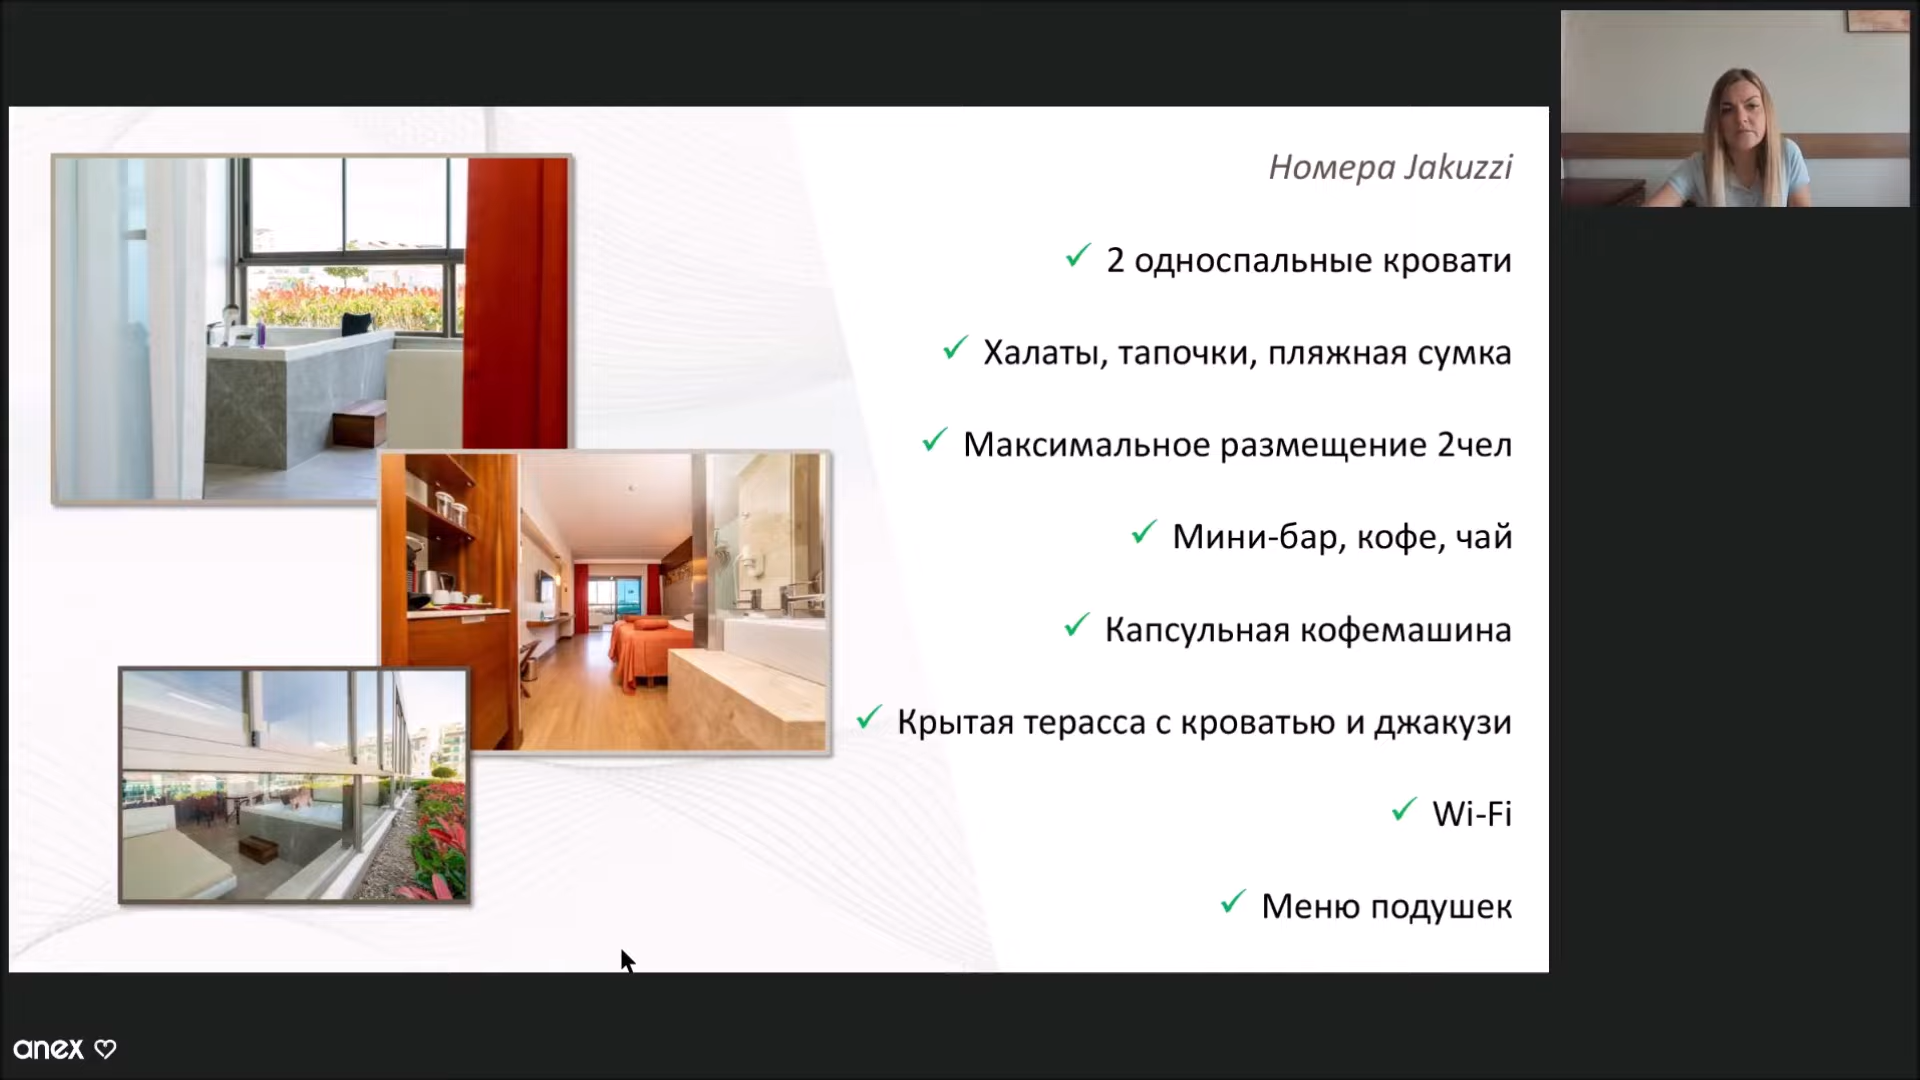 Номера Jakuzzi
2 односпальные кровати
Халаты, тапочки, пляжная сумка
Максимальное размещение 2чел
Мини-бар, кофе, чай
Капсульная кофемашина
Крытая терасса с кроватью и джакузи
Wi-Fi
Меню подушек
anex